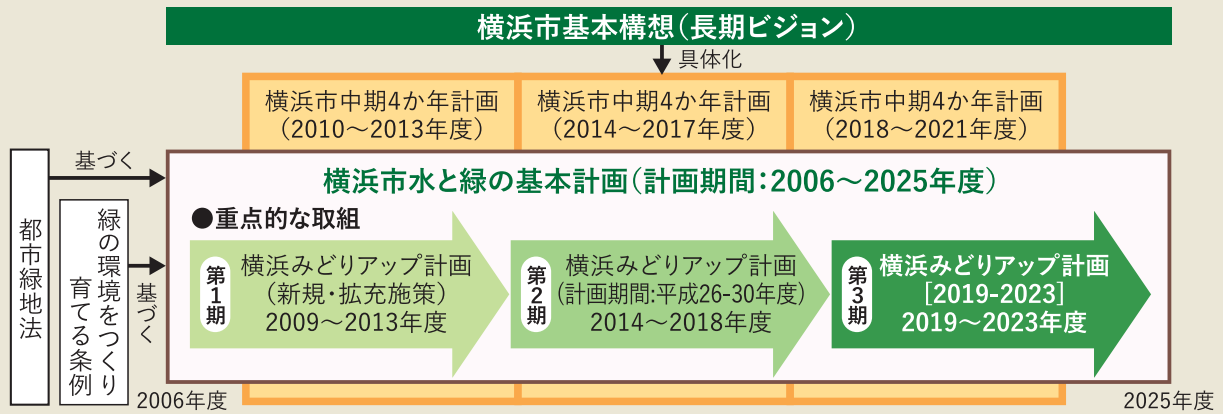 横浜市基本構想（長期ビジョン）
具体化
横浜市中期4か年計画
（2010～2013年度）
横浜市中期4か年計画
（2014～2017年度）
横浜市中期4か年計画
（2018～2021年度）
都市緑地法
基づく
緑の環境をつくり
育てる条例
基づく
横浜市水と緑の基本計画（計画期間：2006～2025年度）
●重点的な取組
第1期
横浜みどりアップ計画
（新規・拡充施策）
2009～2013年度
第2期
横浜みどりアップ計画
(計画期間:平成26-30年度)
2014～2018年度
第3期
横浜みどりアップ計画
[2019-2023]
2019～2023年度
2006年度
2025年度